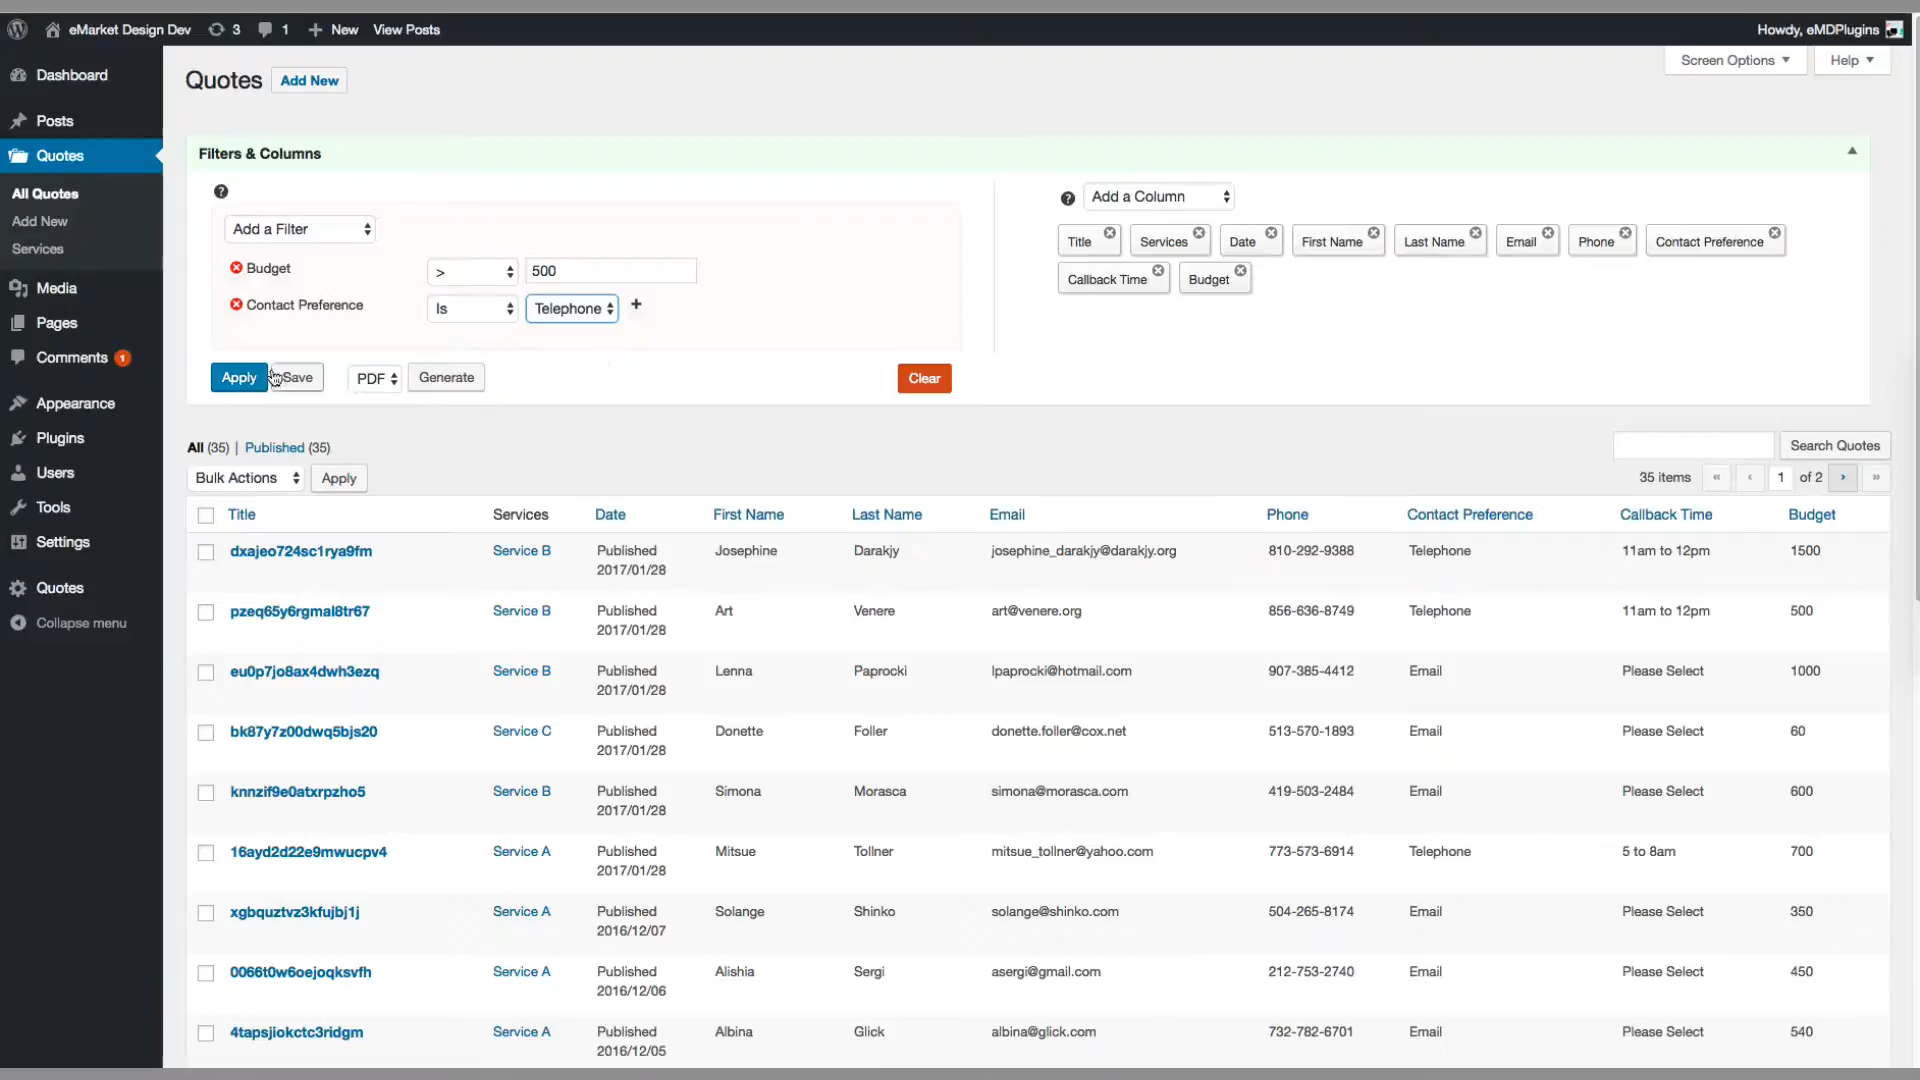 eMarket Design Dev 3 1 + New View Posts Howdy, eMDPlugins
Screen Options Help
Dashboard
Posts
Quotes
All Quotes
Add New
Services
Media
Pages
Comments 1
Appearance
Plugins
Users
Tools
Settings
Quotes
Collapse menu
Quotes Add New
Filters & Columns
Add a Filter
Budget > 500
Contact Preference Is Telephone +
Apply Save PDF Generate Clear
Add a Column
Title Services Date First Name Last Name Email Phone Contact Preference
Callback Time Budget
All (35) | Published (35)
Search Quotes
Bulk Actions Apply
35 items « ‹ 1 of 2 › »
Title Services Date First Name Last Name Email Phone Contact Preference Callback Time Budget
dxajeo724sc1rya9fm Service B Published Josephine Darakjy josephine_darakjy@darakjy.org 810-292-9388 Telephone 11am to 12pm 1500
2017/01/28
pzeq65y6rgmal8tr67 Service B Published Art Venere art@venere.org 856-636-8749 Telephone 11am to 12pm 500
2017/01/28
eu0p7jo8ax4dwh3ezq Service B Published Lenna Paprocki lpaprocki@hotmail.com 907-385-4412 Email Please Select 1000
2017/01/28
bk87y7z00dwq5bjs20 Service C Published Donette Foller donette.foller@cox.net 513-570-1893 Email Please Select 60
2017/01/28
knnzif9e0atxrpzho5 Service B Published Simona Morasca simona@morasca.com 419-503-2484 Email Please Select 600
2017/01/28
16ayd2d22e9mwucpv4 Service A Published Mitsue Tollner mitsue_tollner@yahoo.com 773-573-6914 Telephone 5 to 8am 700
2017/01/28
xgbquztvz3kfujbj1j Service A Published Solange Shinko solange@shinko.com 504-265-8174 Email Please Select 350
2016/12/07
0066t0w6oejoqksvfh Service A Published Alishia Sergi asergi@gmail.com 212-753-2740 Email Please Select 450
2016/12/06
4tapsjiokctc3ridgm Service A Published Albina Glick albina@glick.com 732-782-6701 Email Please Select 540
2016/12/05